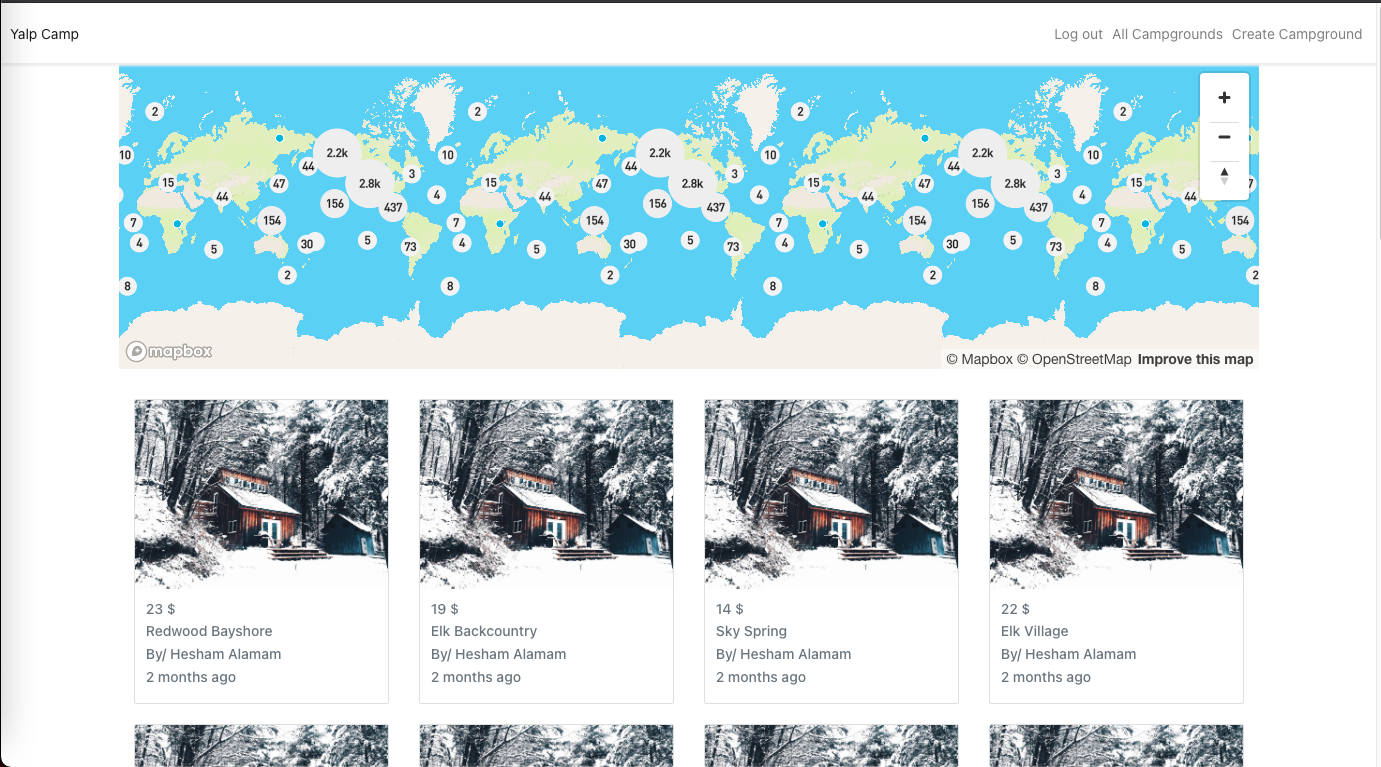 Yalp Camp
Log out All Campgrounds Create Campground
2 2 2 2
10 2.2k 10 2.2k 10 2.2k 10
44 3 44 3 44 3
15 47 2.8k 15 47 2.8k 15 47 2.8k 15 7
44 4 44 4 44 4 44
156 437 156 437 156 437
7 154 7 154 7 154 7 154
4 5 30 5 73 4 5 30 5 73 4 5 30 5 73 4 5
2 2 2 2
8 8 8 8
mapbox
© Mapbox © OpenStreetMap Improve this map
23 $
Redwood Bayshore
By/ Hesham Alamam
2 months ago
19 $
Elk Backcountry
By/ Hesham Alamam
2 months ago
14 $
Sky Spring
By/ Hesham Alamam
2 months ago
22 $
Elk Village
By/ Hesham Alamam
2 months ago